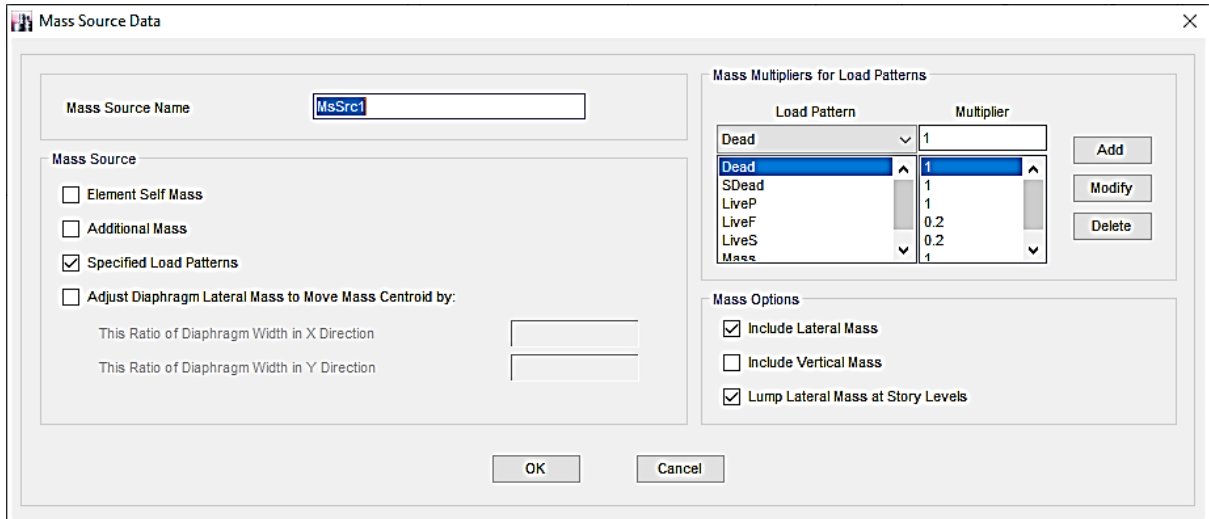 Mass Source Data
Mass Source Name
MsSrc1
Mass Source
Element Self Mass
Additional Mass
Specified Load Patterns
Adjust Diaphragm Lateral Mass to Move Mass Centroid by:
This Ratio of Diaphragm Width in X Direction
This Ratio of Diaphragm Width in Y Direction
Mass Multipliers for Load Patterns
Load Pattern Multiplier
Dead 1
Dead 1
SDead 1
LiveP 1
LiveF 0.2
LiveS 0.2
Mass 1
Add
Modify
Delete
Mass Options
Include Lateral Mass
Include Vertical Mass
Lump Lateral Mass at Story Levels
OK Cancel